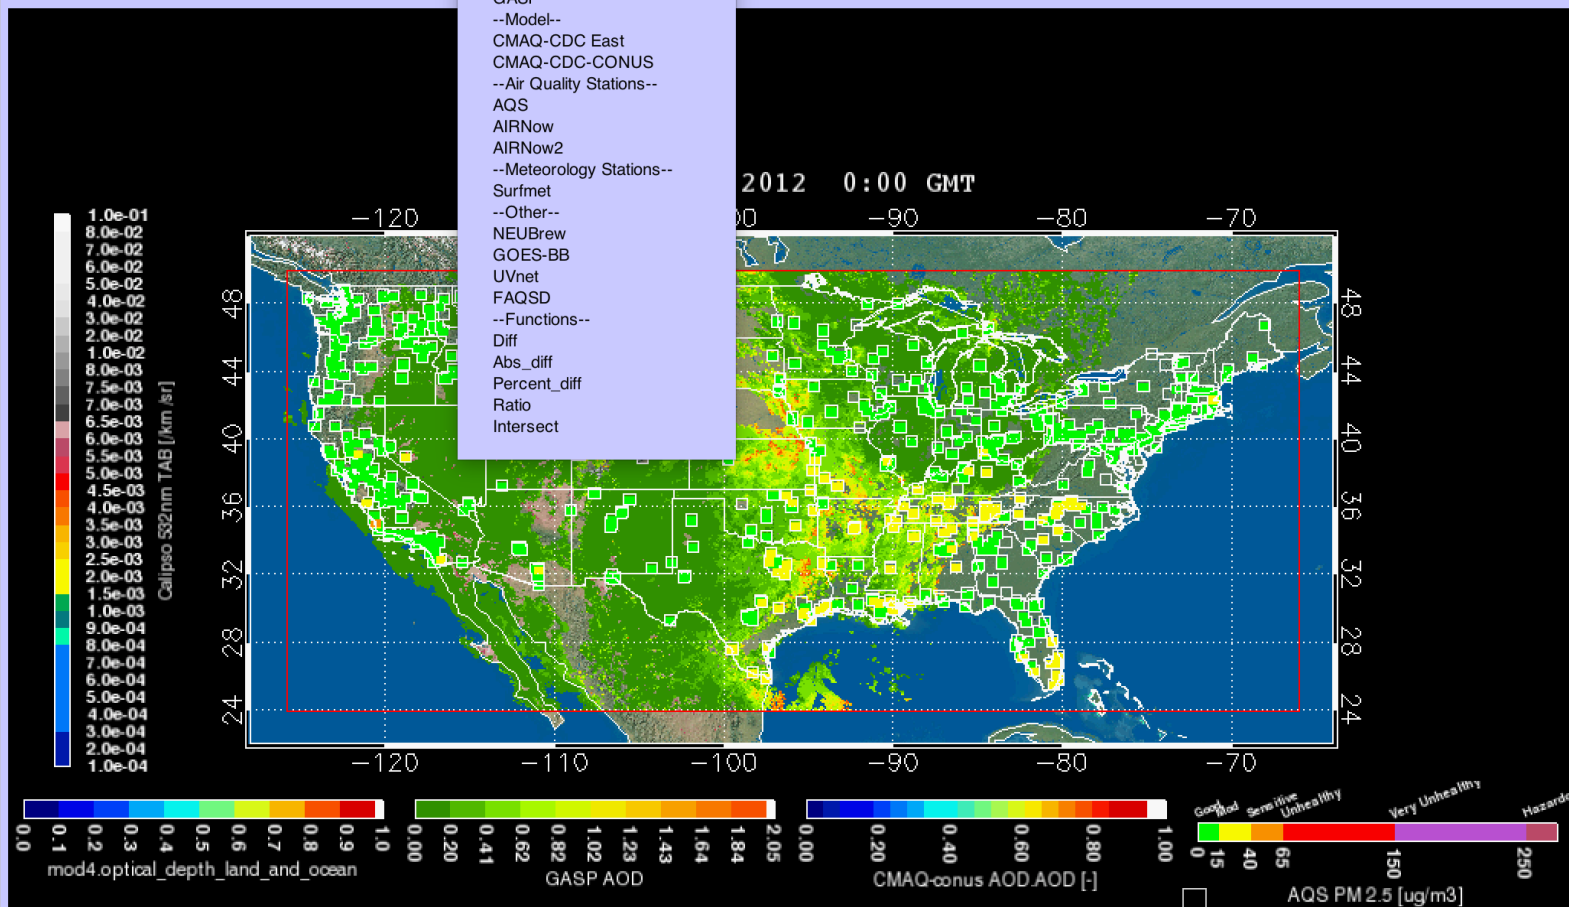 GASP
--Model--
CMAQ-CDC East
CMAQ-CDC-CONUS
--Air Quality Stations--
AQS
AIRNow
AIRNow2
--Meteorology Stations--
Surfmet
--Other--
NEUBrew
GOES-BB
UVnet
FAQSD
--Functions--
Diff
Abs_diff
Percent_diff
Ratio
Intersect
2012 0:00 GMT
−120 00 −90 −80 −70
48 48
44 44
40 40
36 36
32 32
28 28
24 24
−120 −110 −100 −90 −80 −70
1.0e-01
8.0e-02
7.0e-02
6.0e-02
5.0e-02
4.0e-02
3.0e-02
2.0e-02
1.0e-02
8.0e-03
7.5e-03
7.0e-03
6.5e-03
6.0e-03
5.5e-03
5.0e-03
4.5e-03
4.0e-03
3.5e-03
3.0e-03
2.5e-03
2.0e-03
1.5e-03
1.0e-03
9.0e-04
8.0e-04
7.0e-04
6.0e-04
5.0e-04
4.0e-04
3.0e-04
2.0e-04
1.0e-04
Calipso 532nm TAB [/km /sr]
0.0 0.1 0.2 0.3 0.4 0.5 0.6 0.7 0.8 0.9 1.0
mod4.optical_depth_land_and_ocean
0.00 0.20 0.41 0.62 0.82 1.02 1.23 1.43 1.64 1.84 2.05
GASP AOD
0.00 0.20 0.40 0.60 0.80 1.00
CMAQ-conus AOD.AOD [-]
Good Mod Sensitive Unhealthy Very Unhealthy Hazardo
0 15 40 65 150 250
AQS PM 2.5 [ug/m3]